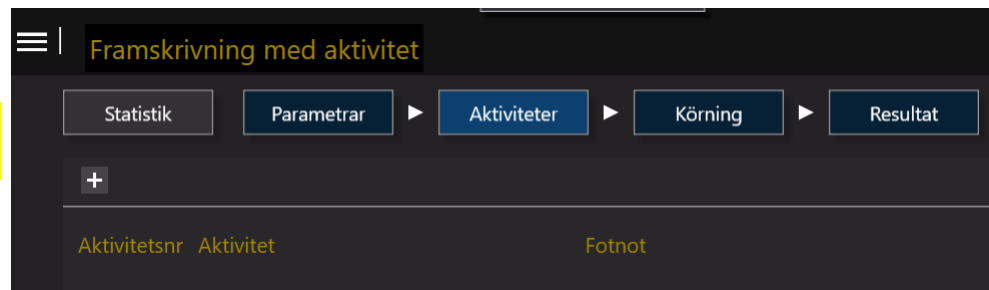 Framskrivning med aktivitet
Statistik Parametrar Aktiviteter Körning Resultat
+
Aktivitetsnr Aktivitet Fotnot